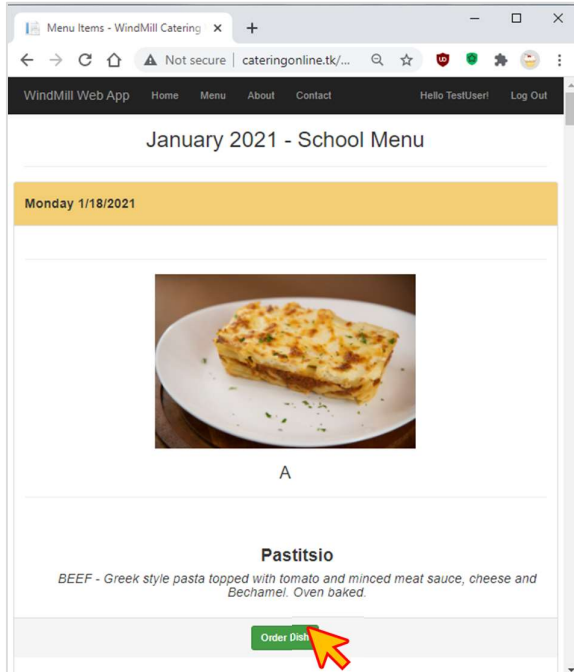 Menu Items - WindMill Catering
Not secure | cateringonline.tk/...
WindMill Web App Home Menu About Contact Hello TestUser! Log Out
January 2021 - School Menu
Monday 1/18/2021
A
Pastitsio
BEEF - Greek style pasta topped with tomato and minced meat sauce, cheese and
Bechamel. Oven baked.
Order Dish